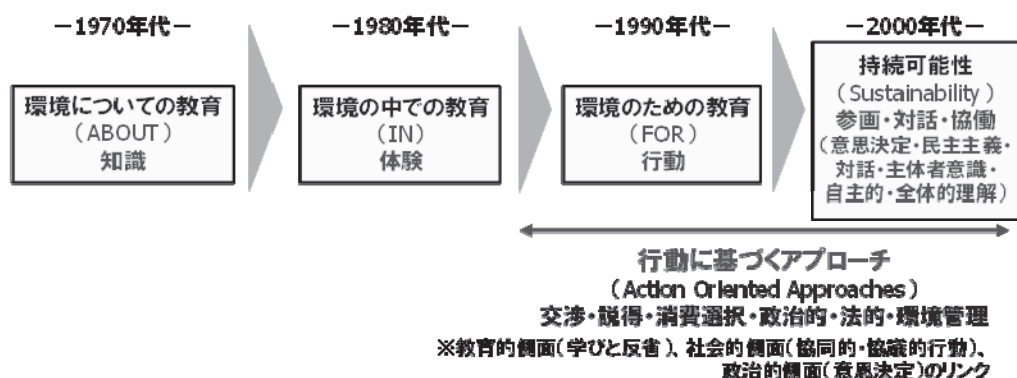 －1970年代－
－1980年代－
－1990年代－
－2000年代－
環境についての教育
（ABOUT）
知識
環境の中での教育
（IN）
体験
環境のための教育
（FOR）
行動
持続可能性
（Sustainability）
参画・対話・協働
（意思決定・民主主義・
対話・主体者意識・
自主的・全体的理解）
行動に基づくアプローチ
（Action Oriented Approaches）
交渉・説得・消費選択・政治的・法的・環境管理
※教育的側面（学びと反省）、社会的側面（協同的・協議的行動）、
政治的側面（意思決定）のリンク